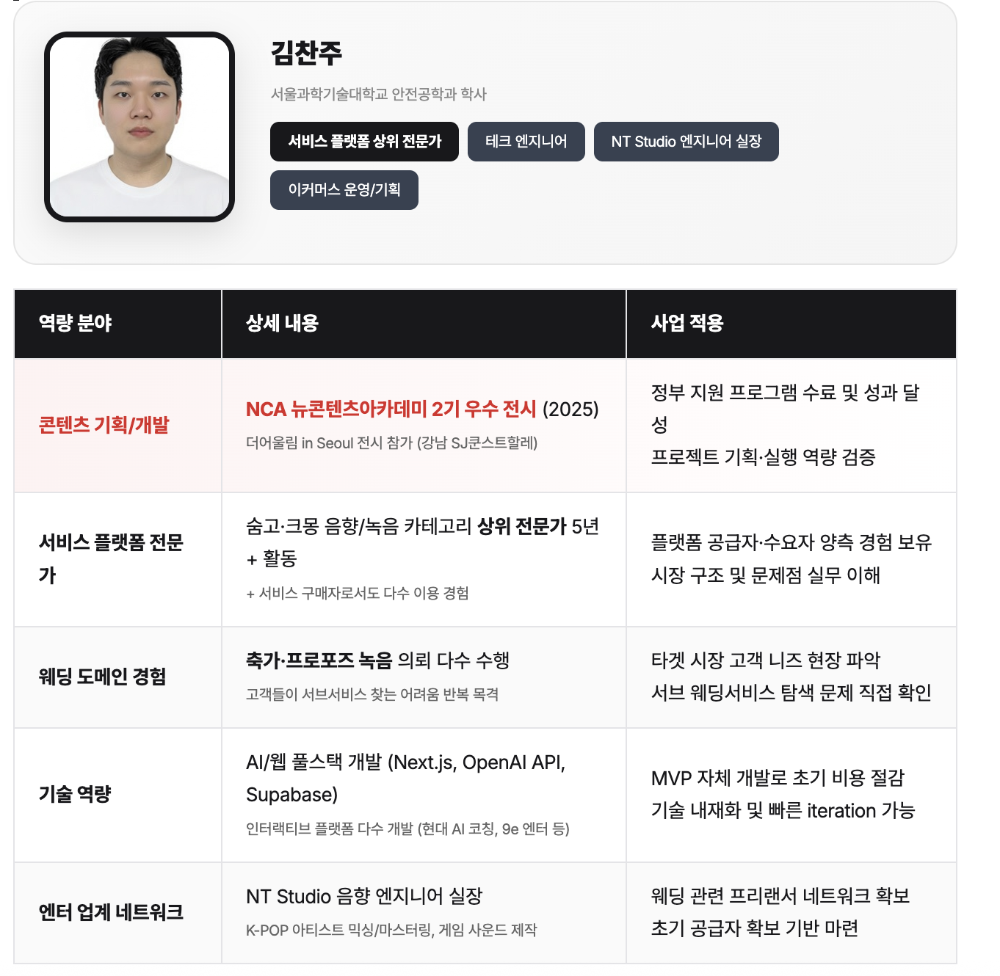 김찬주
서울과학기술대학교 안전공학과 학사
서비스 플랫폼 상위 전문가
테크 엔지니어
NT Studio 엔지니어 실장
이커머스 운영/기획
역량 분야
상세 내용
사업 적용
콘텐츠 기획/개발
NCA 뉴콘텐츠아카데미 2기 우수 전시 (2025)
더어울림 in Seoul 전시 참가 (강남 SJ쿤스트할레)
정부 지원 프로그램 수료 및 성과 달
성
프로젝트 기획·실행 역량 검증
서비스 플랫폼 전문
가
숨고·크몽 음향/녹음 카테고리 상위 전문가 5년
+ 활동
+ 서비스 구매자로서도 다수 이용 경험
플랫폼 공급자·수요자 양측 경험 보유
시장 구조 및 문제점 실무 이해
웨딩 도메인 경험
축가·프로포즈 녹음 의뢰 다수 수행
고객들이 서브서비스 찾는 어려움 반복 목격
타겟 시장 고객 니즈 현장 파악
서브 웨딩서비스 탐색 문제 직접 확인
기술 역량
AI/웹 풀스택 개발 (Next.js, OpenAI API,
Supabase)
인터랙티브 플랫폼 다수 개발 (현대 AI 코칭, 9e 엔터 등)
MVP 자체 개발로 초기 비용 절감
기술 내재화 및 빠른 iteration 가능
엔터 업계 네트워크
NT Studio 음향 엔지니어 실장
K-POP 아티스트 믹싱/마스터링, 게임 사운드 제작
웨딩 관련 프리랜서 네트워크 확보
초기 공급자 확보 기반 마련